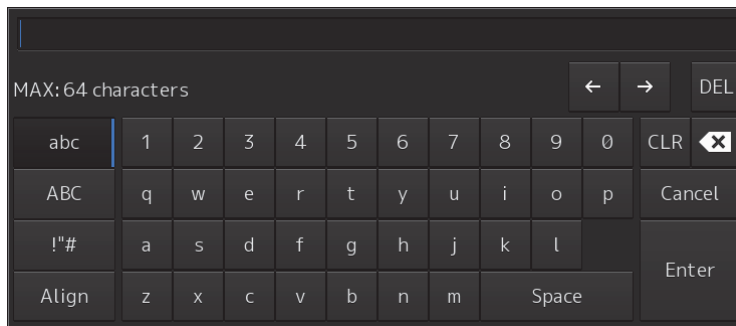 MAX: 64 characters ← → DEL
abc 1 2 3 4 5 6 7 8 9 0 CLR
ABC q w e r t y u i o p Cancel
!"# a s d f g h j k l
Enter
Align z x c v b n m Space